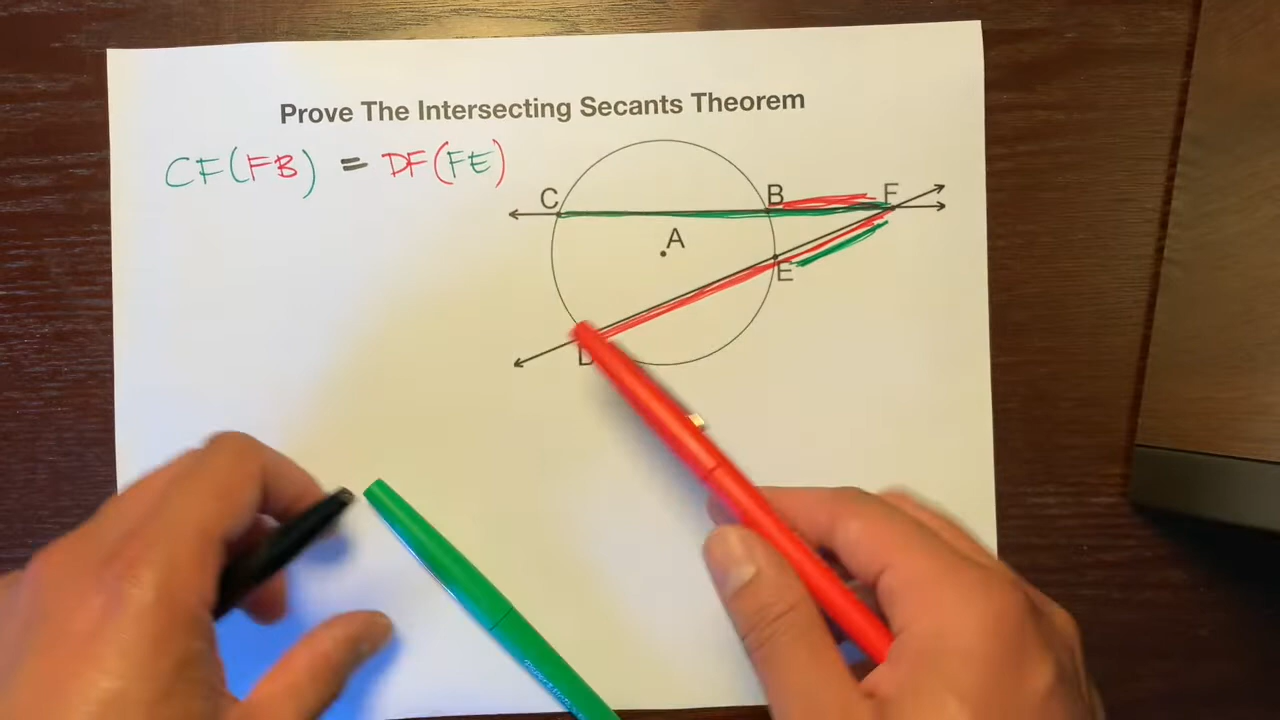 Prove The Intersecting Secants Theorem
CF(FB) = DF(FE)
C
B
F
A
E
D